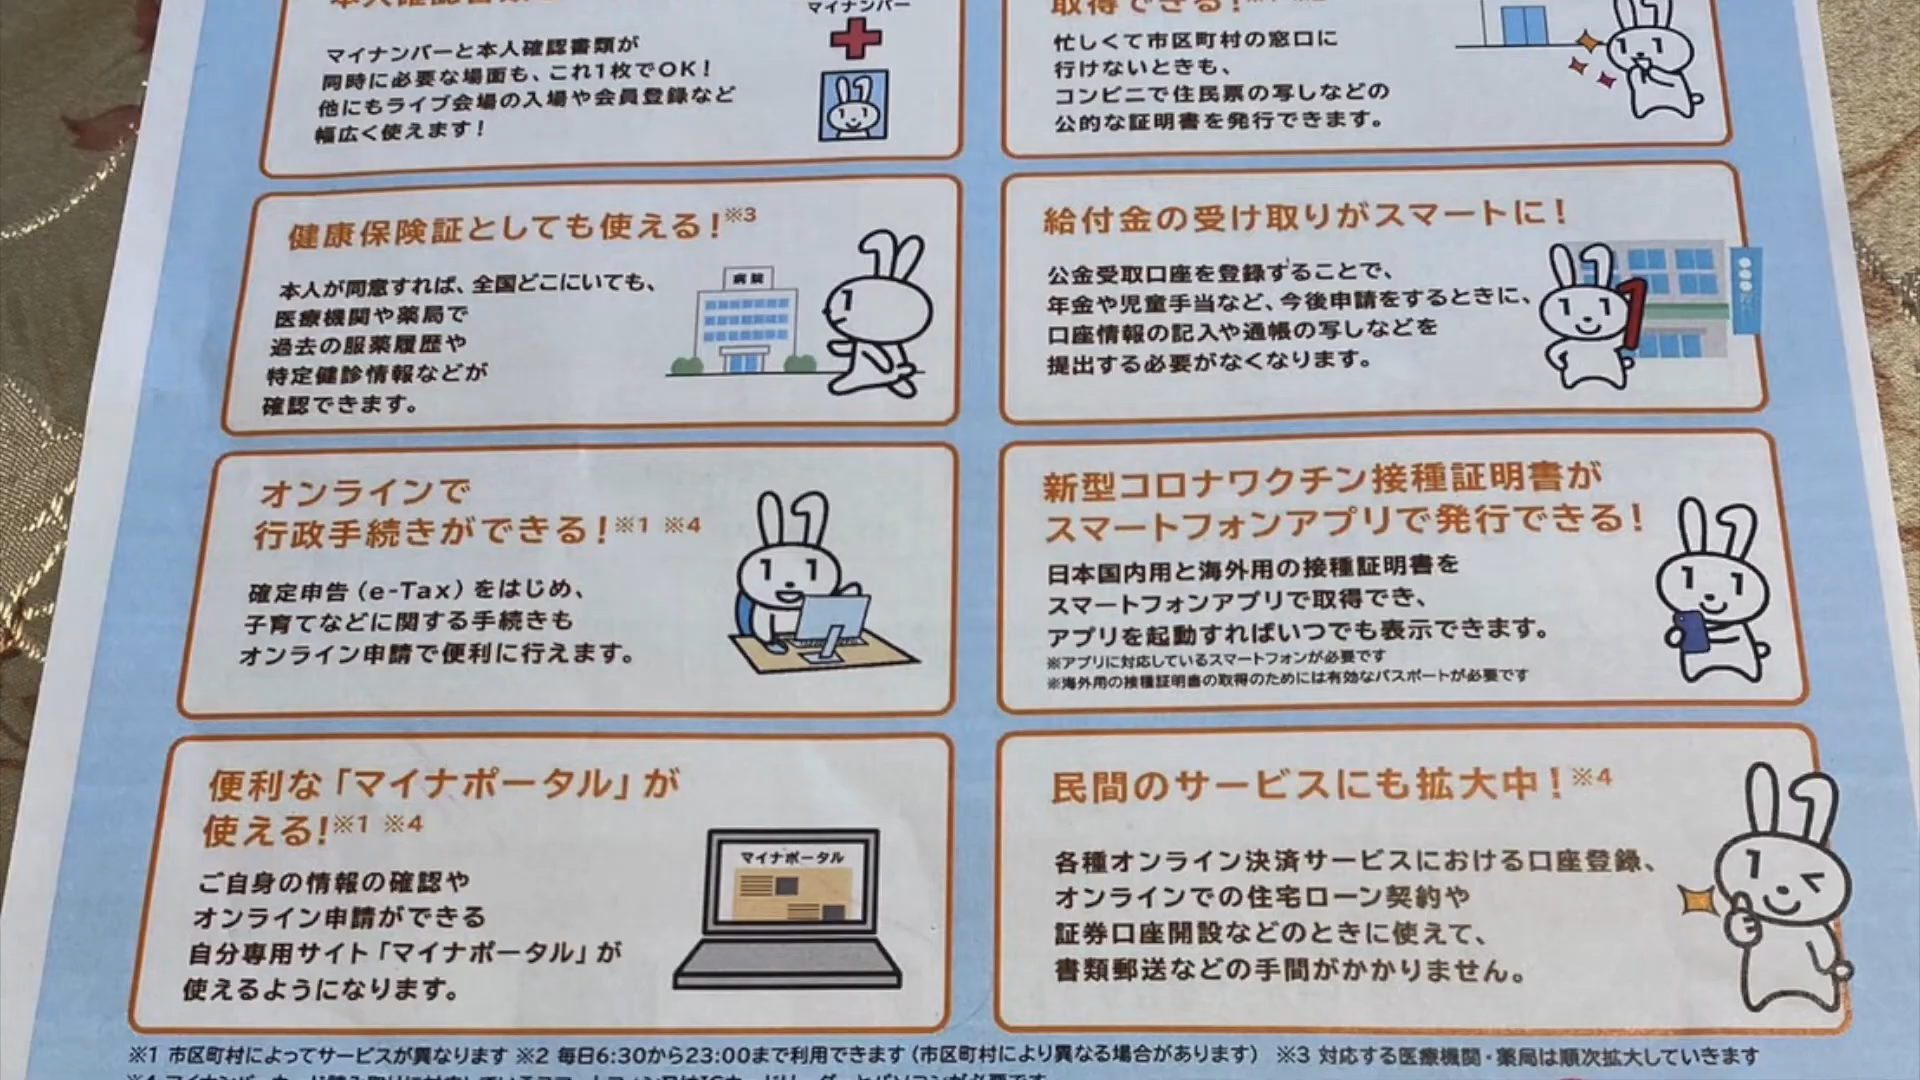 マイナンバー
マイナンバーと本人確認書類が
同時に必要な場面も、これ1枚でOK!
他にもライブ会場の入場や会員登録など
幅広く使えます!
取得できる!
忙しくて市区町村の窓口に
行けないときも、
コンビニで住民票の写しなどの
公的な証明書を発行できます。
健康保険証としても使える!※3
本人が同意すれば、全国どこにいても、
医療機関や薬局で
過去の服薬履歴や
特定健診情報などが
確認できます。
病院
給付金の受け取りがスマートに!
公金受取口座を登録することで、
年金や児童手当など、今後申請をするときに、
口座情報の記入や通帳の写しなどを
提出する必要がなくなります。
オンラインで
行政手続きができる!※1 ※4
確定申告(e-Tax)をはじめ、
子育てなどに関する手続きも
オンライン申請で便利に行えます。
新型コロナワクチン接種証明書が
スマートフォンアプリで発行できる!
日本国内用と海外用の接種証明書を
スマートフォンアプリで取得でき、
アプリを起動すればいつでも表示できます。
※アプリに対応しているスマートフォンが必要です
※海外用の接種証明書の取得のためには有効なパスポートが必要です
便利な「マイナポータル」が
使える!※1 ※4
ご自身の情報の確認や
オンライン申請ができる
自分専用サイト「マイナポータル」が
使えるようになります。
マイナポータル
民間のサービスにも拡大中!※4
各種オンライン決済サービスにおける口座登録、
オンラインでの住宅ローン契約や
証券口座開設などのときに使えて、
書類郵送などの手間がかかりません。
※1 市区町村によってサービスが異なります ※2 毎日6:30から23:00まで利用できます(市区町村により異なる場合があります) ※3 対応する医療機関・薬局は順次拡大していきます